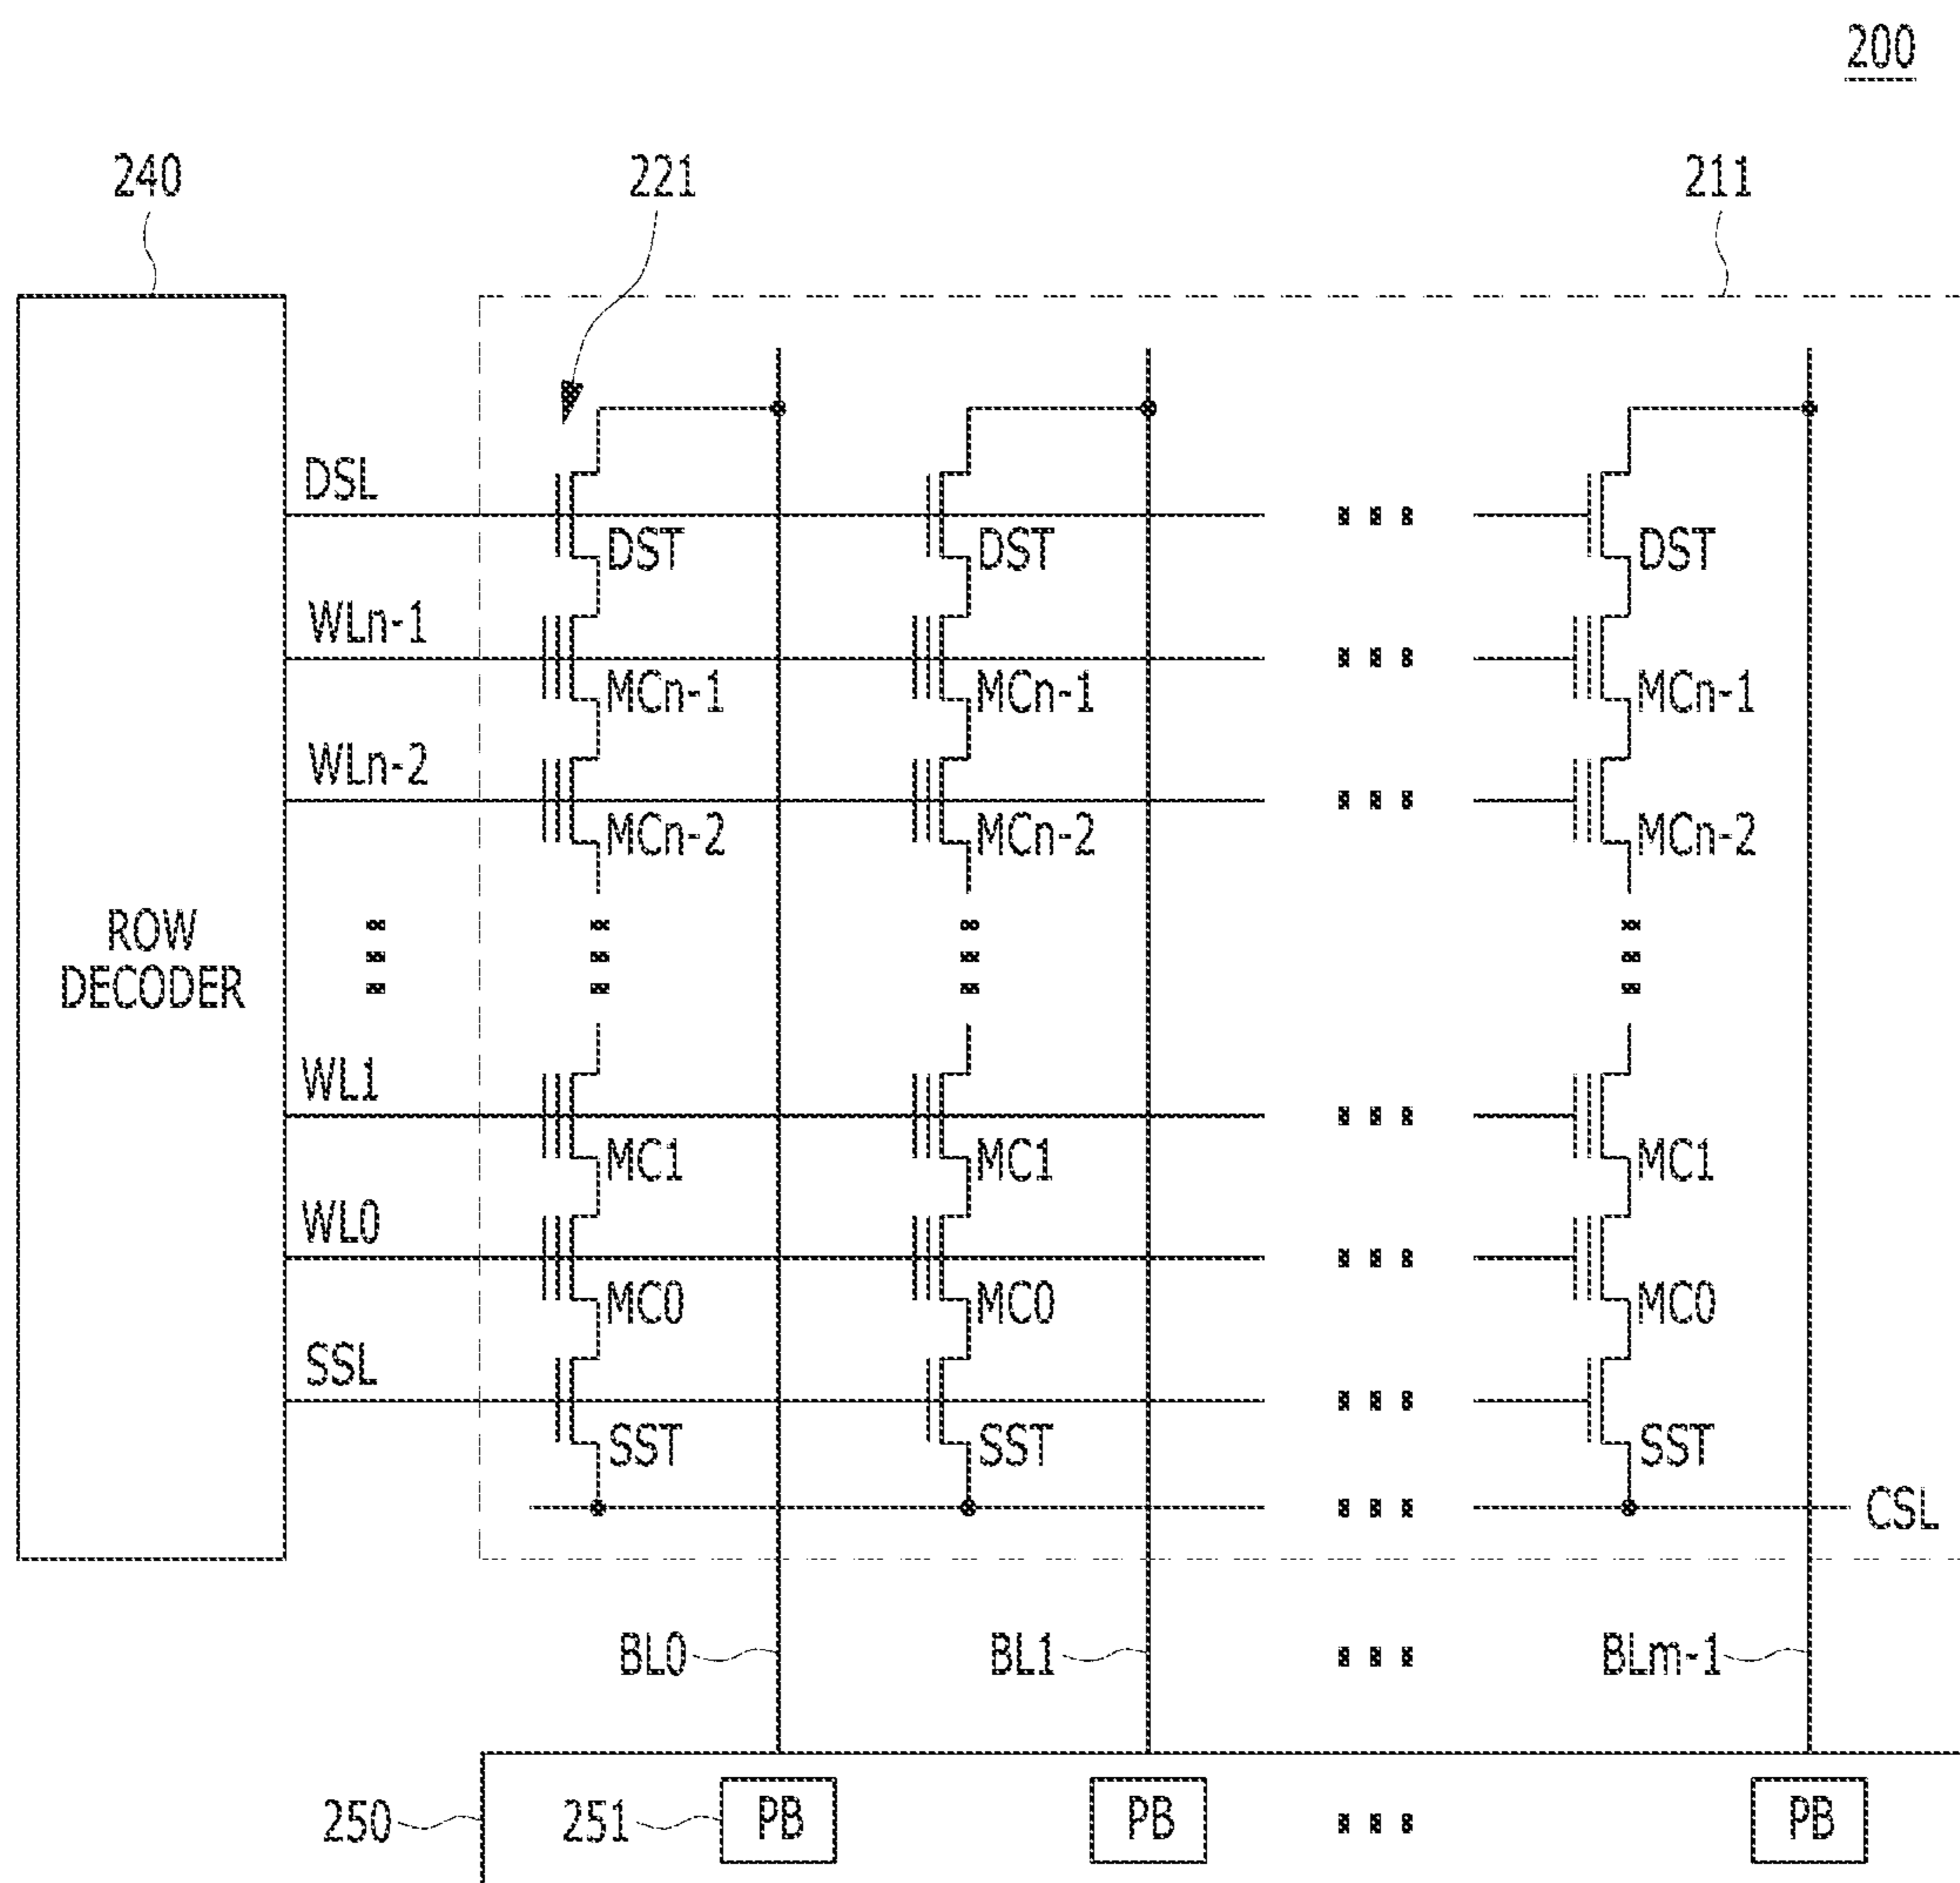 200
240 221 211
DSL
DST DST DST
WLn-1
MCn-1 MCn-1 MCn-1
WLn-2
MCn-2 MCn-2 MCn-2
ROW
DECODER
WL1
MC1 MC1 MC1
WL0
MC0 MC0 MC0
SSL
SST SST SST
CSL
BL0 BL1 BLm-1
250 251 PB PB PB